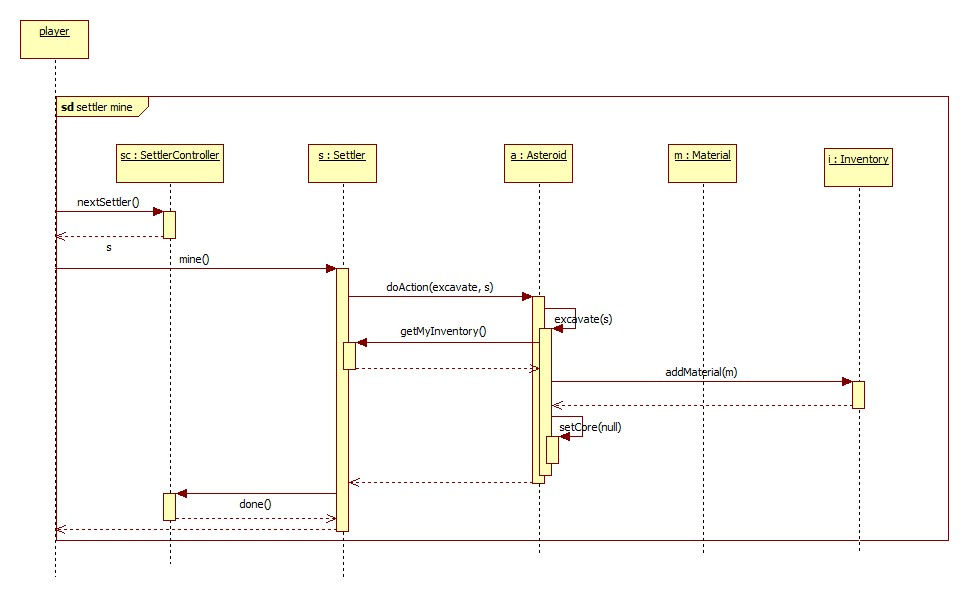 player
sd settler mine
sc : SettlerController
s : Settler
a : Asteroid
m : Material
i : Inventory
nextSettler()
s
mine()
doAction(excavate, s)
excavate(s)
getMyInventory()
addMaterial(m)
setCore(null)
done()